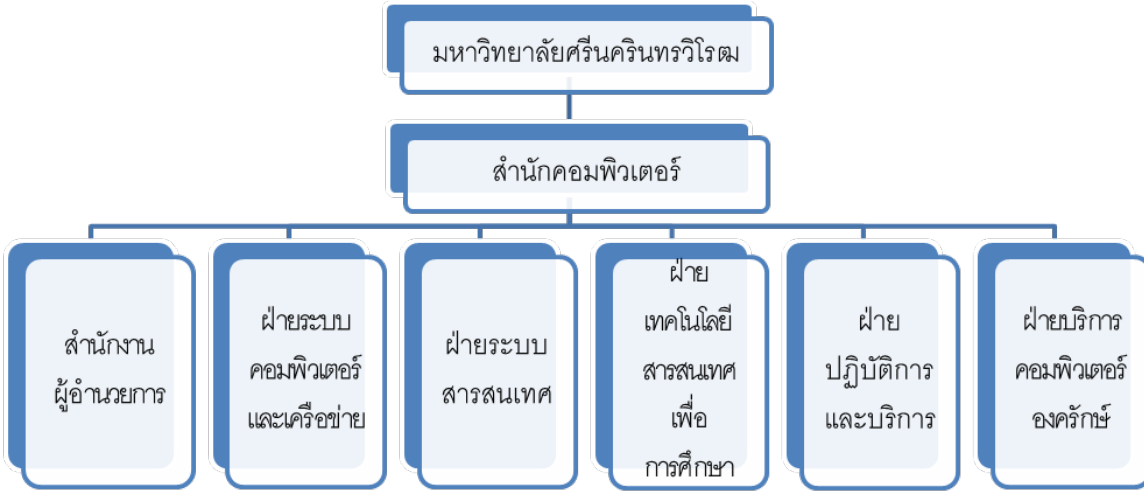 มหาวิทยาลัยศรีนครินทรวิโรฒ
สำนักคอมพิวเตอร์
สำนักงาน
ผู้อำนวยการ
ฝ่ายระบบ
คอมพิวเตอร์
และเครือข่าย
ฝ่ายระบบ
สารสนเทศ
ฝ่าย
เทคโนโลยี
สารสนเทศ
เพื่อ
การศึกษา
ฝ่าย
ปฏิบัติการ
และบริการ
ฝ่ายบริการ
คอมพิวเตอร์
องครักษ์